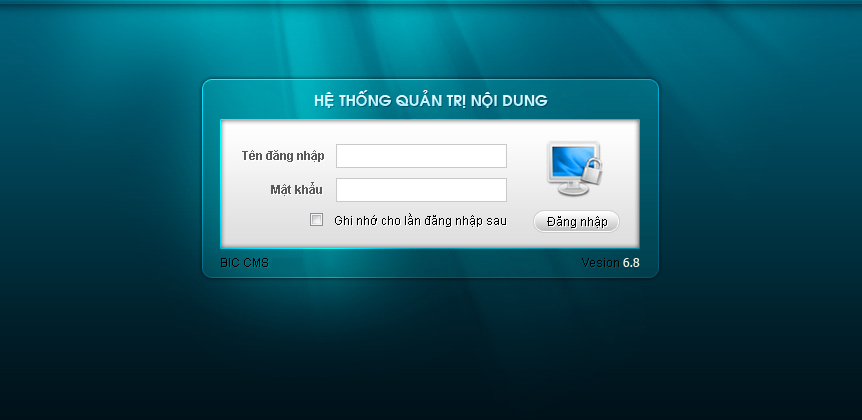 HỆ THỐNG QUẢN TRỊ NỘI DUNG
Tên đăng nhập
Mật khẩu
Ghi nhớ cho lần đăng nhập sau
Đăng nhập
BIC CMS
Vesion 6.8